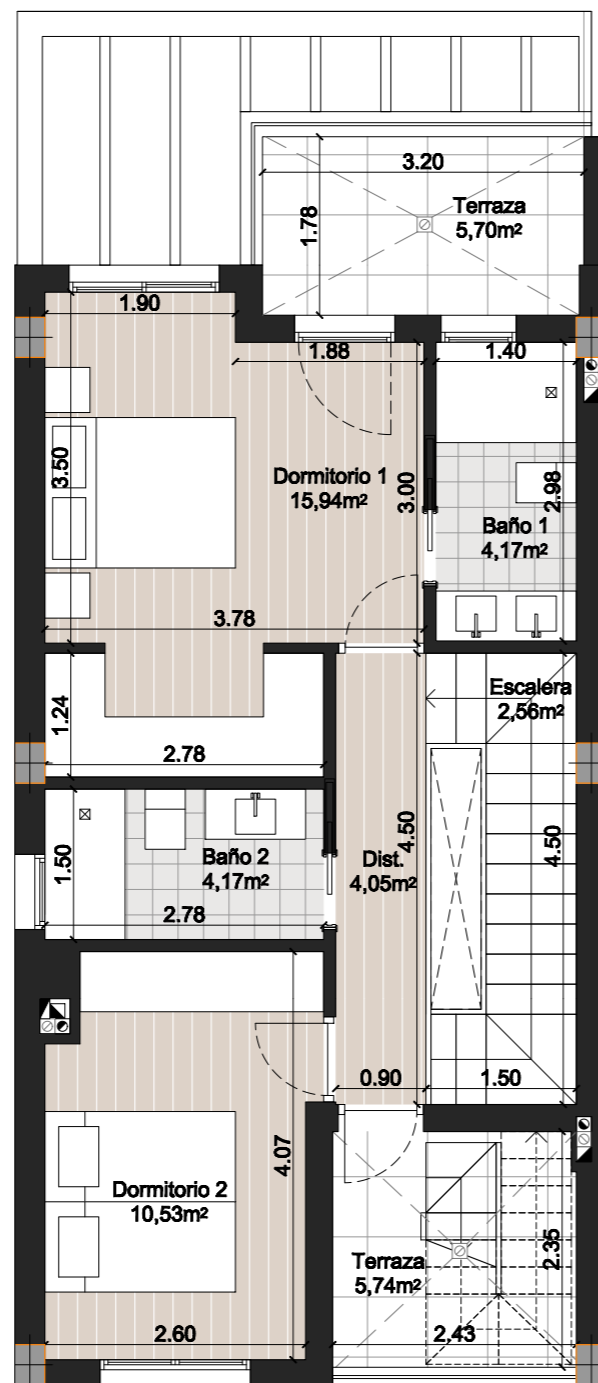 3.20
1.78
Terraza
5,70m²
1.90
1.88
1.40
3.50
Dormitorio 1
15,94m²
3.00
2.98
Baño 1
4,17m²
3.78
1.24
Escalera
2,56m²
2.78
1.50
Baño 2
4,17m²
4.50
Dist.
4,05m²
4.50
2.78
0.90
1.50
4.07
Dormitorio 2
10,53m²
2.35
Terraza
5,74m²
2.60
2.43